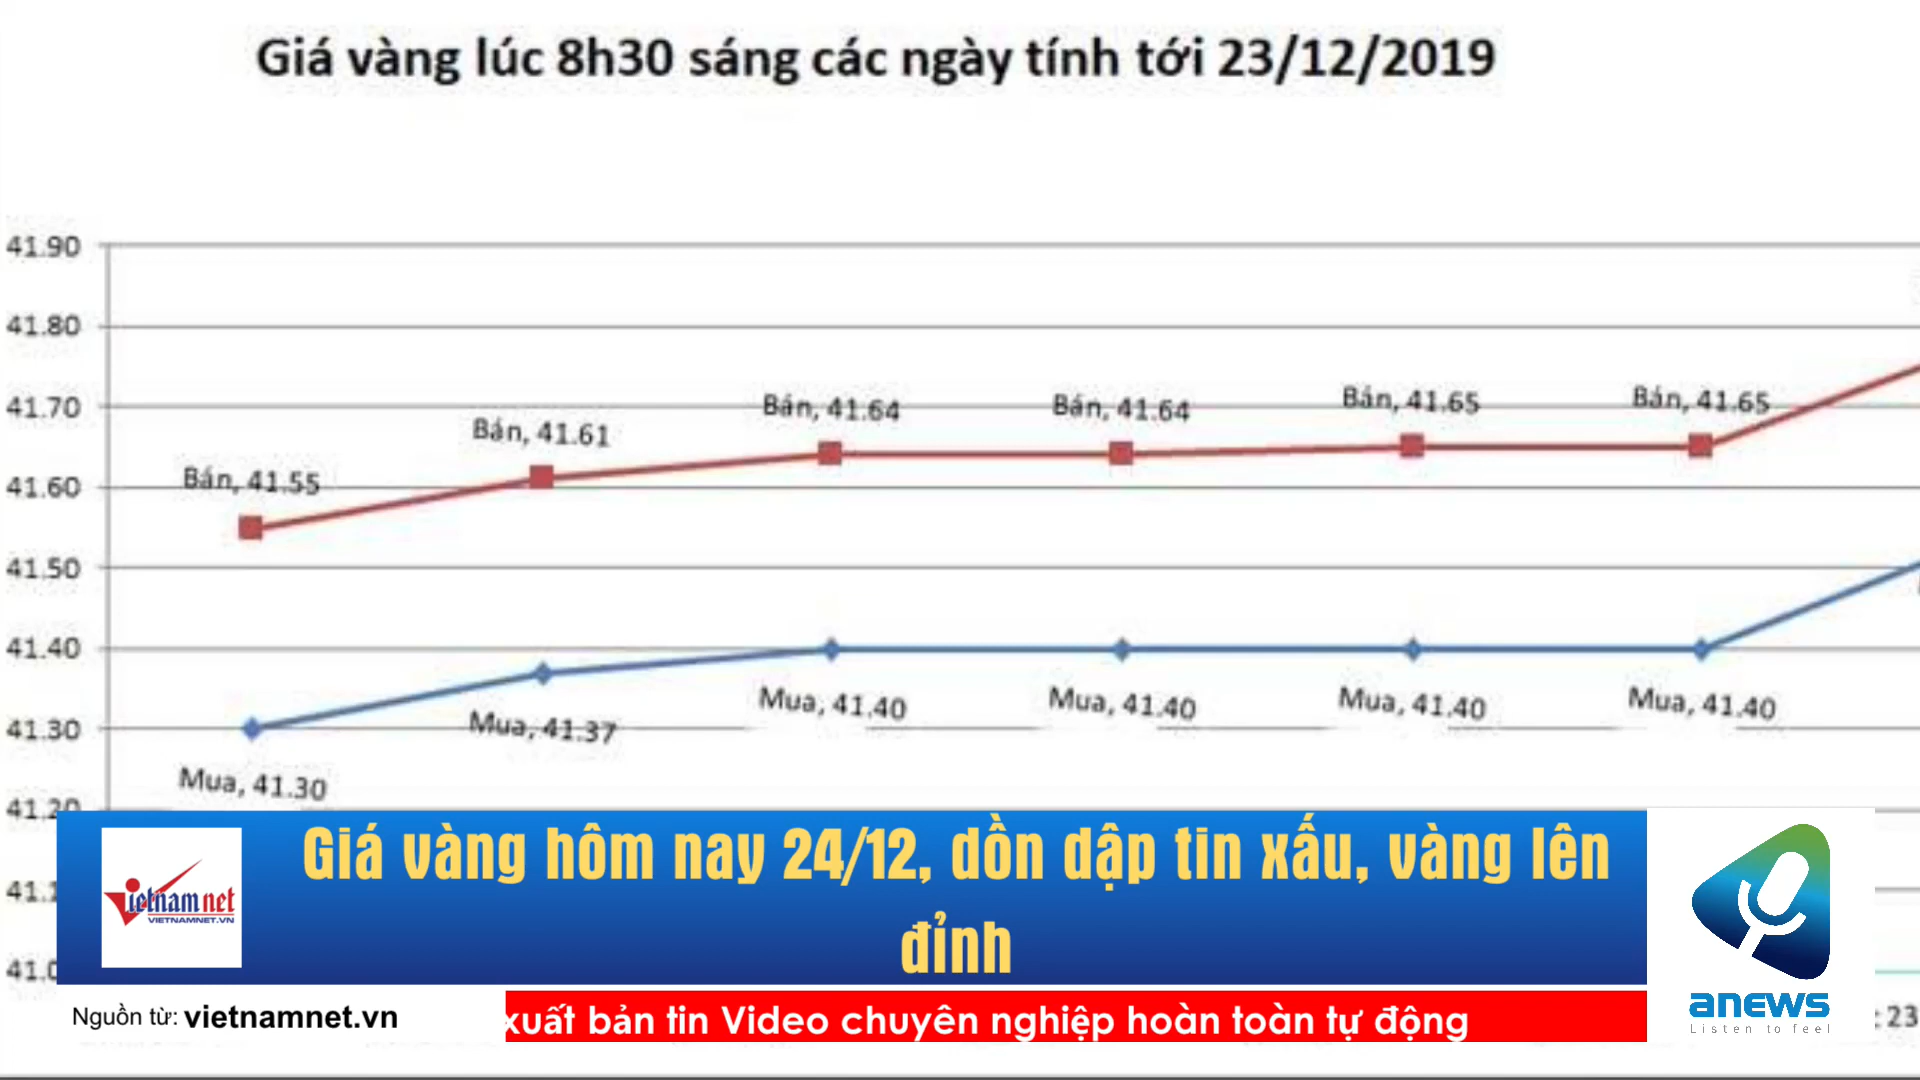 Giá vàng lúc 8h30 sáng các ngày tính tới 23/12/2019
41.90
41.80
41.70
41.60
41.50
41.40
41.30
41.20
Bán, 41.55
Bán, 41.61
Bán, 41.64
Bán, 41.64
Bán, 41.65
Bán, 41.65
Mua, 41.30
Mua, 41.37
Mua, 41.40
Mua, 41.40
Mua, 41.40
Mua, 41.40
vietnamnet
VIETNAMNET.VN
Giá vàng hôm nay 24/12, dồn dập tin xấu, vàng lên
đỉnh
Nguồn từ: vietnamnet.vn
xuất bản tin Video chuyên nghiệp hoàn toàn tự động
anews
Listen to feel
23